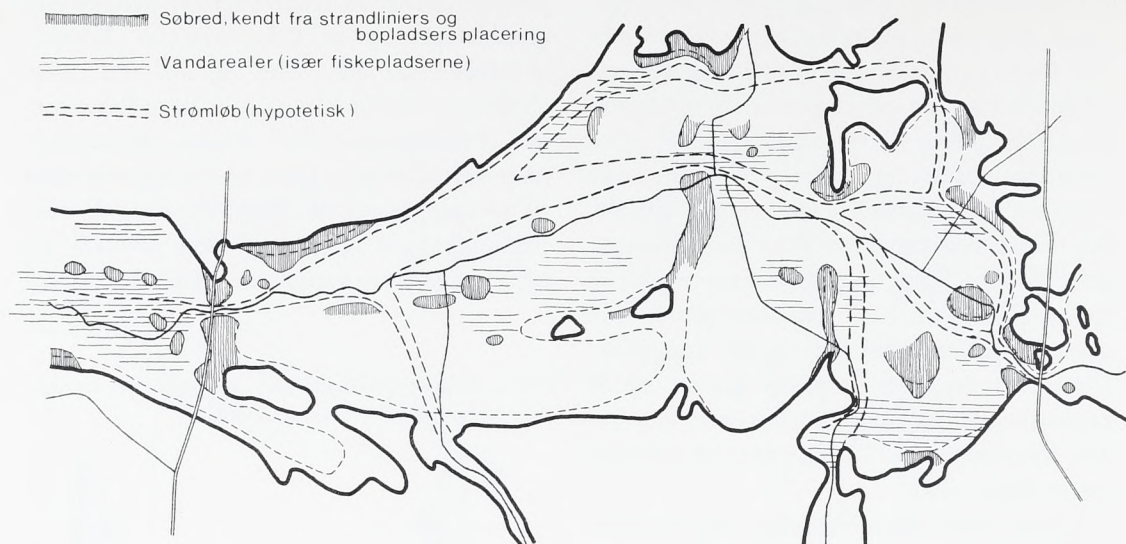 Søbred, kendt fra strandliniers og
bopladsers placering
Vandarealer (især fiskepladserne)
Strømløb (hypotetisk)